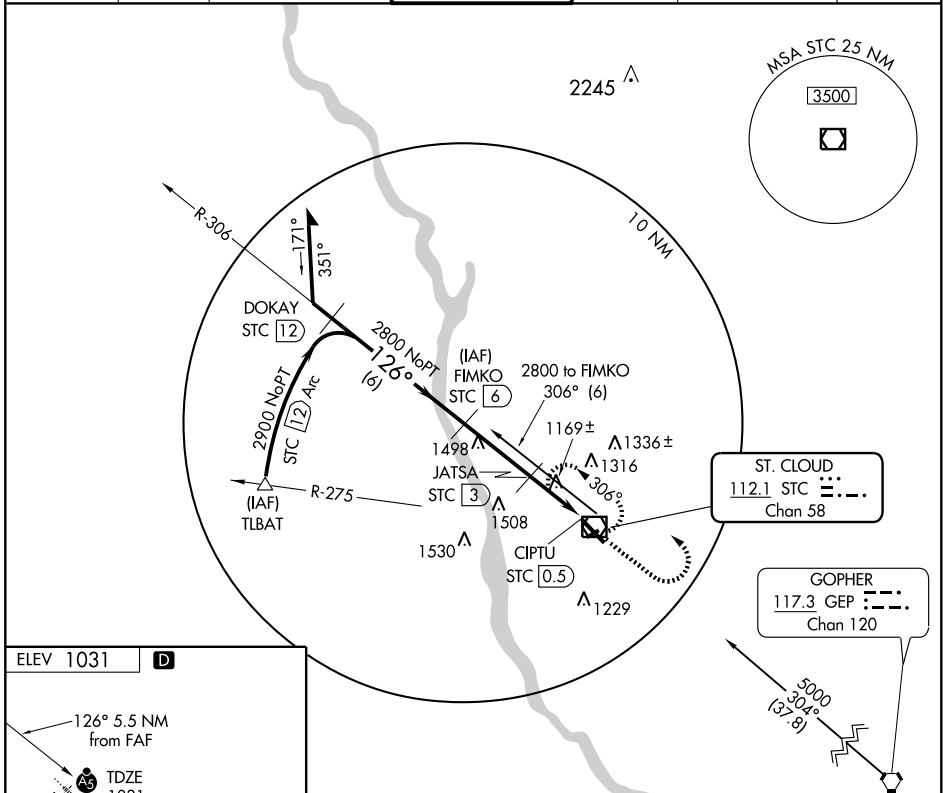 MSA STC 25 NM
3500
2245
10 NM
R-306
171°
351°
DOKAY
STC 12
2800 NoPT
126°
(6)
2900 NoPT
STC 12 Arc
(IAF)
FIMKO
STC 6
2800 to FIMKO
306° (6)
1169±
1336±
1316
1498
JATSA
STC 3
306°
(IAF)
TLBAT
R-275
1508
1530
CIPTU
STC 0.5
1229
ST. CLOUD
112.1 STC
Chan 58
GOPHER
117.3 GEP
Chan 120
5000
304°
(37.8)
ELEV 1031 D
126° 5.5 NM
from FAF
A5 TDZE